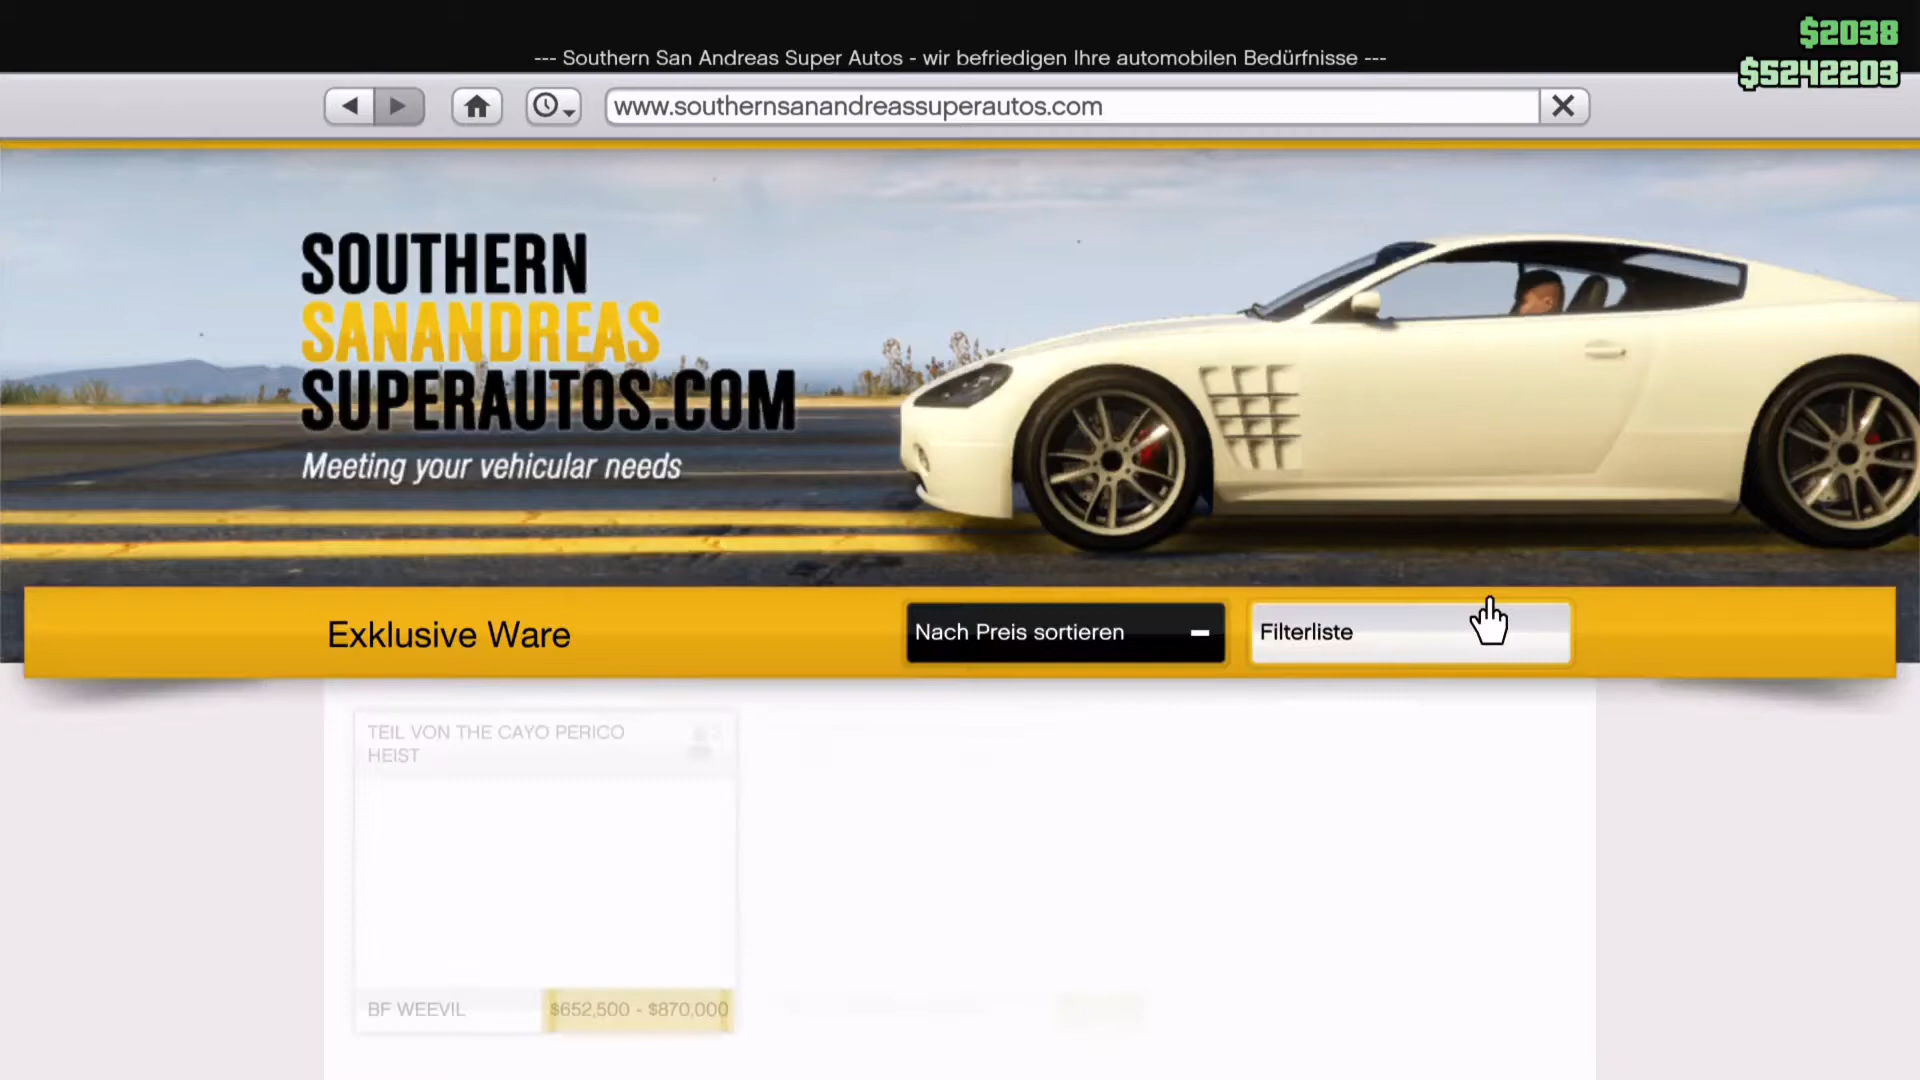 $2038
--- Southern San Andreas Super Autos - wir befriedigen Ihre automobilen Bedürfnisse ---
$5242203
www.southernsanandreassuperautos.com
SOUTHERN
SANANDREAS
SUPERAUTOS.COM
Meeting your vehicular needs
Exklusive Ware
Nach Preis sortieren
Filterliste
TEIL VON THE CAYO PERICO
HEIST
BF WEEVIL
$652,500 - $870,000